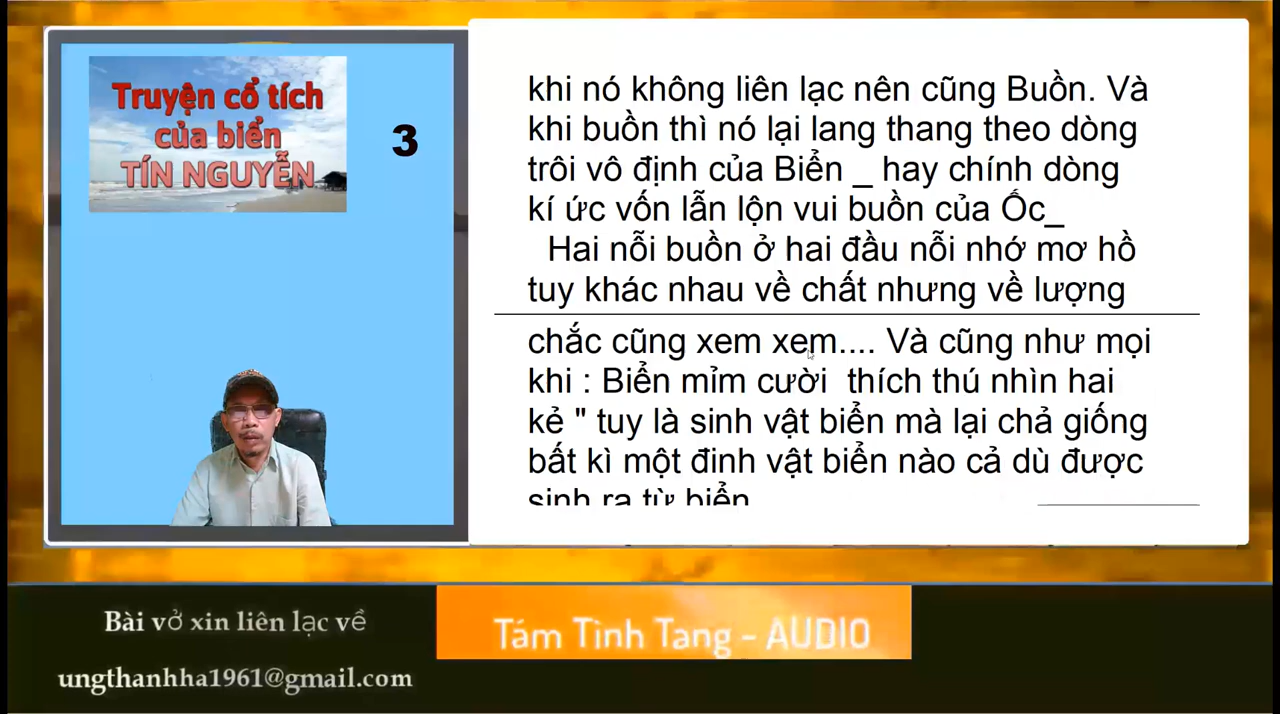 Truyện cổ tích
của biển
TÍN NGUYỄN
3
khi nó không liên lạc nên cũng Buồn. Và
khi buồn thì nó lại lang thang theo dòng
trôi vô định của Biển _ hay chính dòng
kí ức vốn lẫn lộn vui buồn của Ốc_
Hai nỗi buồn ở hai đầu nỗi nhớ mơ hồ
tuy khác nhau về chất nhưng về lượng
chắc cũng xem xem.... Và cũng như mọi
khi : Biển mỉm cười  thích thú nhìn hai
kẻ " tuy là sinh vật biển mà lại chả giống
bất kì một đinh vật biển nào cả dù được
sinh ra từ biển
Bài vở xin liên lạc về
ungthanhha1961@gmail.com
Tám Tình Tang - AUDIO